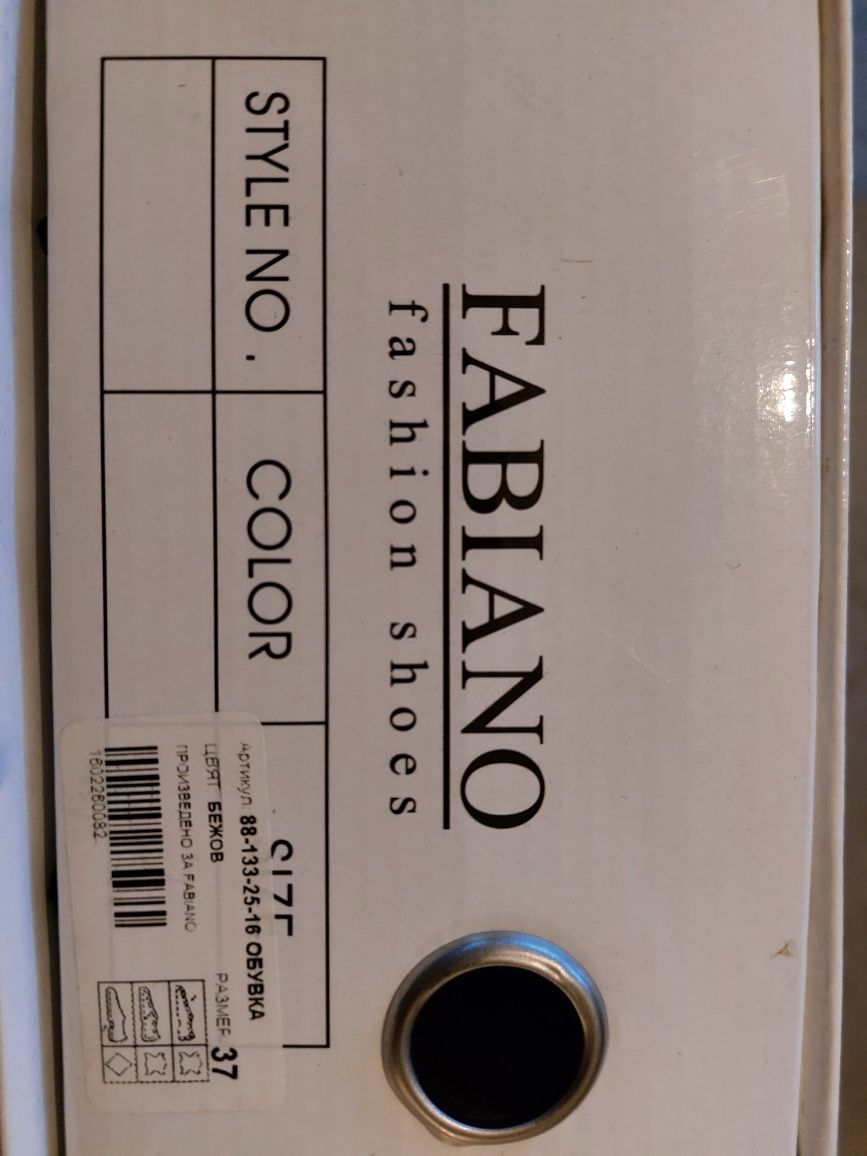 FABIANO
fashion shoes
STYLE NO. COLOR SIZE
Артикул: 88-133-25-16 ОБУВКА
ЦВЯТ: БЕЖОВ РАЗМЕР 37
ПРОИЗВЕДЕНО ЗА FABIANO
1602260082